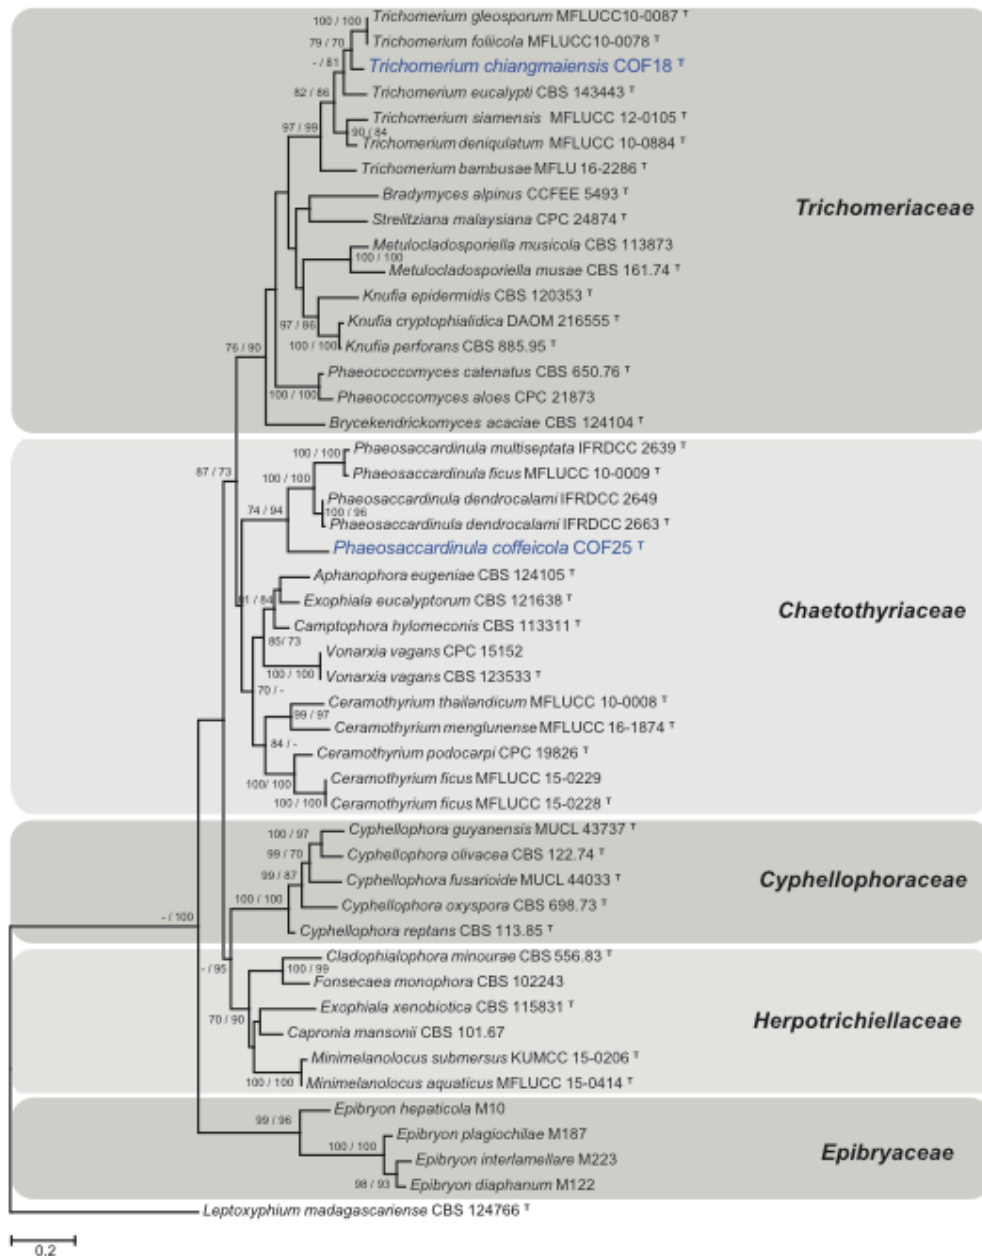 100 / 100
Trichomerium gleosporum MFLUCC10-0087 T
79 / 70
Trichomerium foliicola MFLUCC10-0078 T
- / 81
Trichomerium chiangmaiensis COF18 T
82 / 86
Trichomerium eucalypti CBS 143443 T
97 / 99
Trichomerium siamensis MFLUCC 12-0105 T
90 / 84
Trichomerium deniqulatum MFLUCC 10-0884 T
Trichomerium bambusae MFLU 16-2286 T
Bradymyces alpinus CCFEE 5493 T
Trichomeriaceae
Strelitziana malaysiana CPC 24874 T
Metulocladosporiella musicola CBS 113873
100 / 100
Metulocladosporiella musae CBS 161.74 T
Knufia epidermidis CBS 120353 T
97 / 86
Knufia cryptophialidica DAOM 216555 T
100 / 100
Knufia perforans CBS 885.95 T
76 / 90
Phaeococcomyces catenatus CBS 650.76 T
100 / 100
Phaeococcomyces aloes CPC 21873
Brycekendrickomyces acaciae CBS 124104 T
100 / 100
Phaeosaccardinula multiseptata IFRDCC 2639 T
87 / 73
100 / 100
Phaeosaccardinula ficus MFLUCC 10-0009 T
Phaeosaccardinula dendrocalami IFRDCC 2649
74 / 94
100 / 96
Phaeosaccardinula dendrocalami IFRDCC 2663 T
Phaeosaccardinula coffeicola COF25 T
Aphanophora eugeniae CBS 124105 T
/ 84
Exophiala eucalyptorum CBS 121638 T
Chaetothyriaceae
Camptophora hylomeconis CBS 113311 T
85/ 73
Vonarxia vagans CPC 15152
100 / 100
Vonarxia vagans CBS 123533 T
70 / -
Ceramothyrium thailandicum MFLUCC 10-0008 T
99 / 97
Ceramothyrium menglunense MFLUCC 16-1874 T
84 / -
Ceramothyrium podocarpi CPC 19826 T
100/ 100
Ceramothyrium ficus MFLUCC 15-0229
100 / 100
Ceramothyrium ficus MFLUCC 15-0228 T
100 / 97
Cyphellophora guyanensis MUCL 43737 T
99 / 70
Cyphellophora olivacea CBS 122.74 T
99 / 87
Cyphellophora fusarioide MUCL 44033 T
Cyphellophoraceae
100 / 100
Cyphellophora oxyspora CBS 698.73 T
- / 100
Cyphellophora reptans CBS 113.85 T
Cladophialophora minourae CBS 556.83 T
- / 95
100 / 99
Fonsecaea monophora CBS 102243
Exophiala xenobiotica CBS 115831 T
70 / 90
Herpotrichiellaceae
Capronia mansonii CBS 101.67
Minimelanolocus submersus KUMCC 15-0206 T
100 / 100
Minimelanolocus aquaticus MFLUCC 15-0414 T
Epibryon hepaticola M10
99 / 96
Epibryon plagiochilae M187
100 / 100
Epibryaceae
Epibryon interlamellare M223
98 / 93
Epibryon diaphanum M122
Leptoxyphium madagascariense CBS 124766 T
0.2